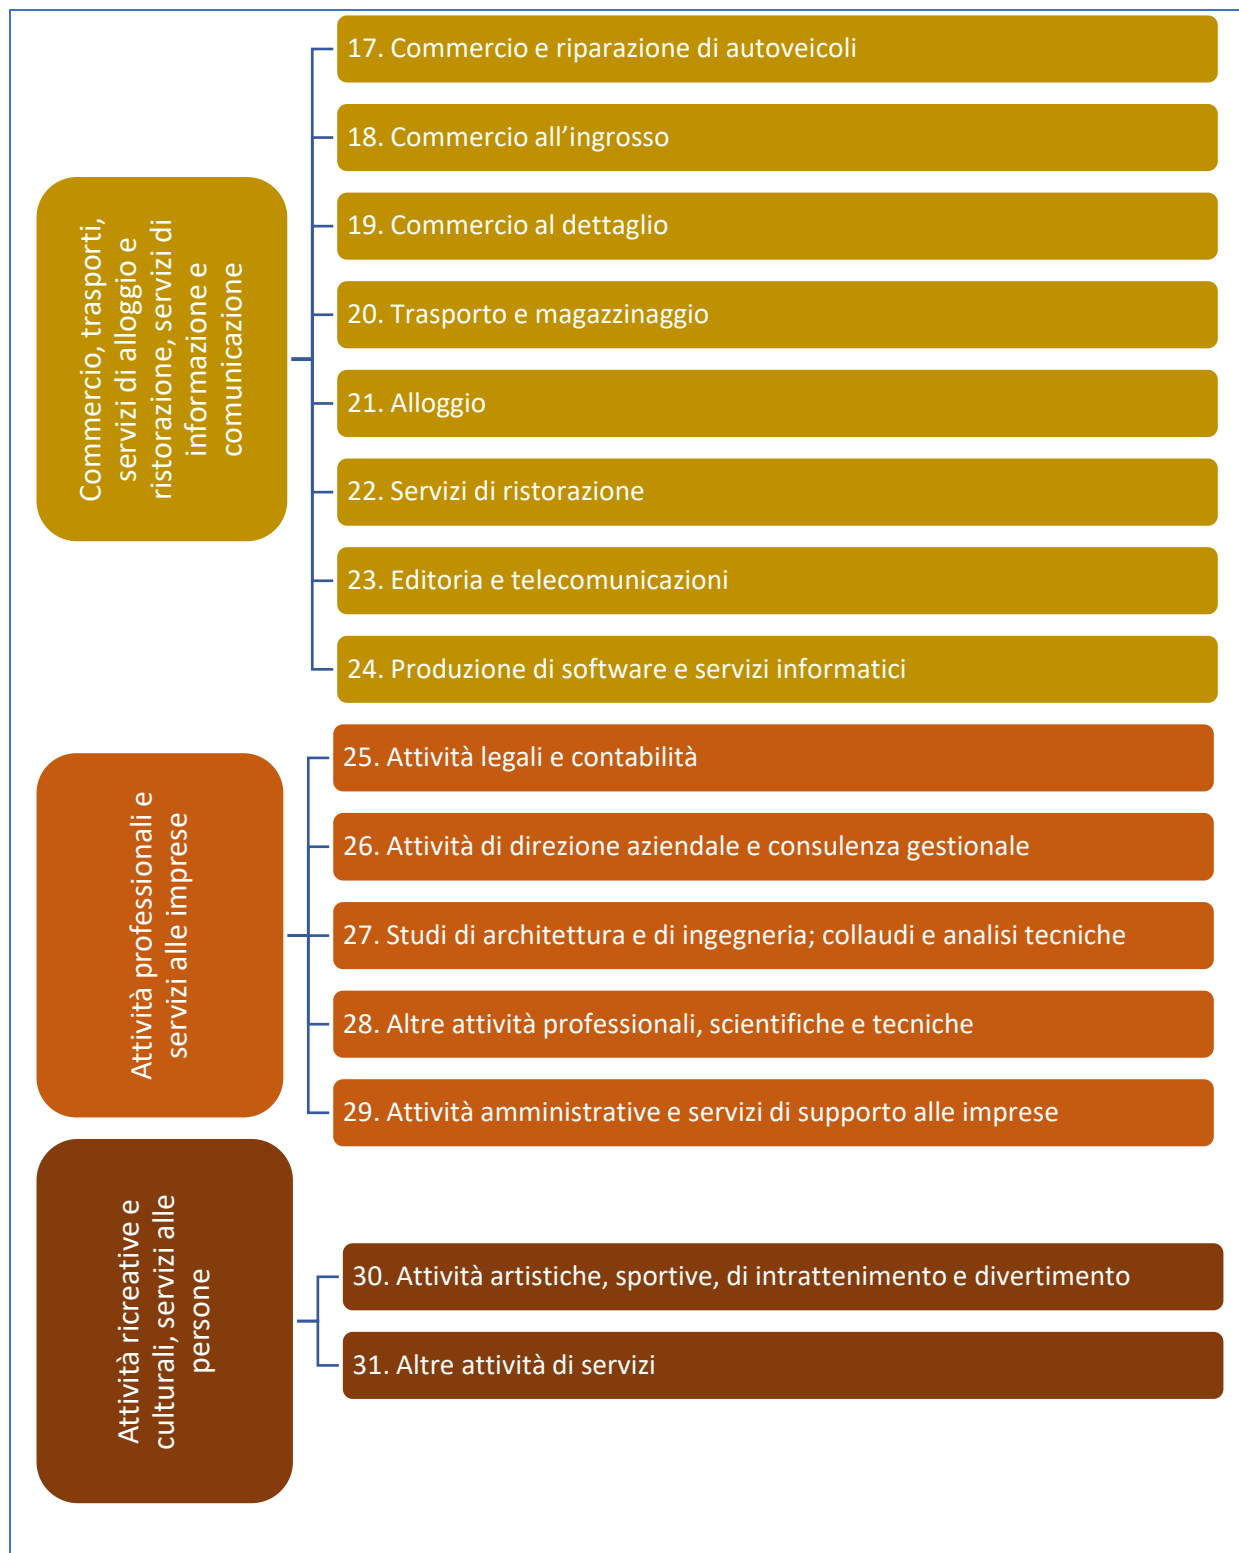 Commercio, trasporti,
servizi di alloggio e
ristorazione, servizi di
informazione e
comunicazione
17. Commercio e riparazione di autoveicoli
18. Commercio all’ingrosso
19. Commercio al dettaglio
20. Trasporto e magazzinaggio
21. Alloggio
22. Servizi di ristorazione
23. Editoria e telecomunicazioni
24. Produzione di software e servizi informatici
Attività professionali e
servizi alle imprese
25. Attività legali e contabilità
26. Attività di direzione aziendale e consulenza gestionale
27. Studi di architettura e di ingegneria; collaudi e analisi tecniche
28. Altre attività professionali, scientifiche e tecniche
29. Attività amministrative e servizi di supporto alle imprese
Attività ricreative e
culturali, servizi alle
persone
30. Attività artistiche, sportive, di intrattenimento e divertimento
31. Altre attività di servizi